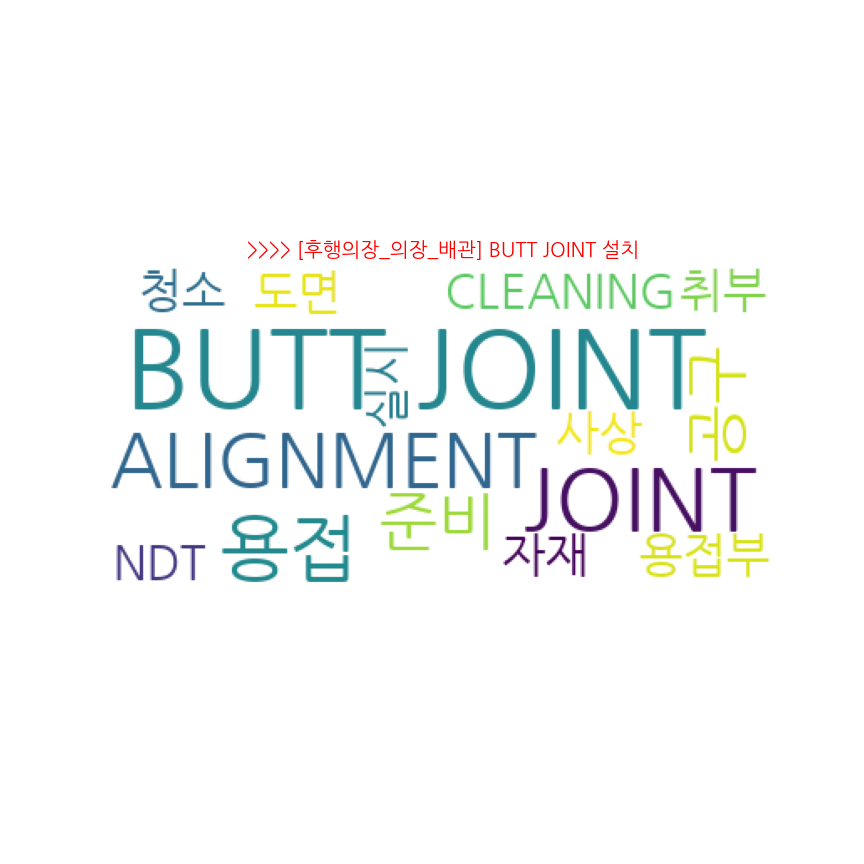 >>>> [후행의장_의장_배관] BUTT JOINT 설치
청소 도면 CLEANING 취부
BUTT JOINT
실시
공구
ALIGNMENT
사상
JOINT
준비
용접
NDT
자재
용접부